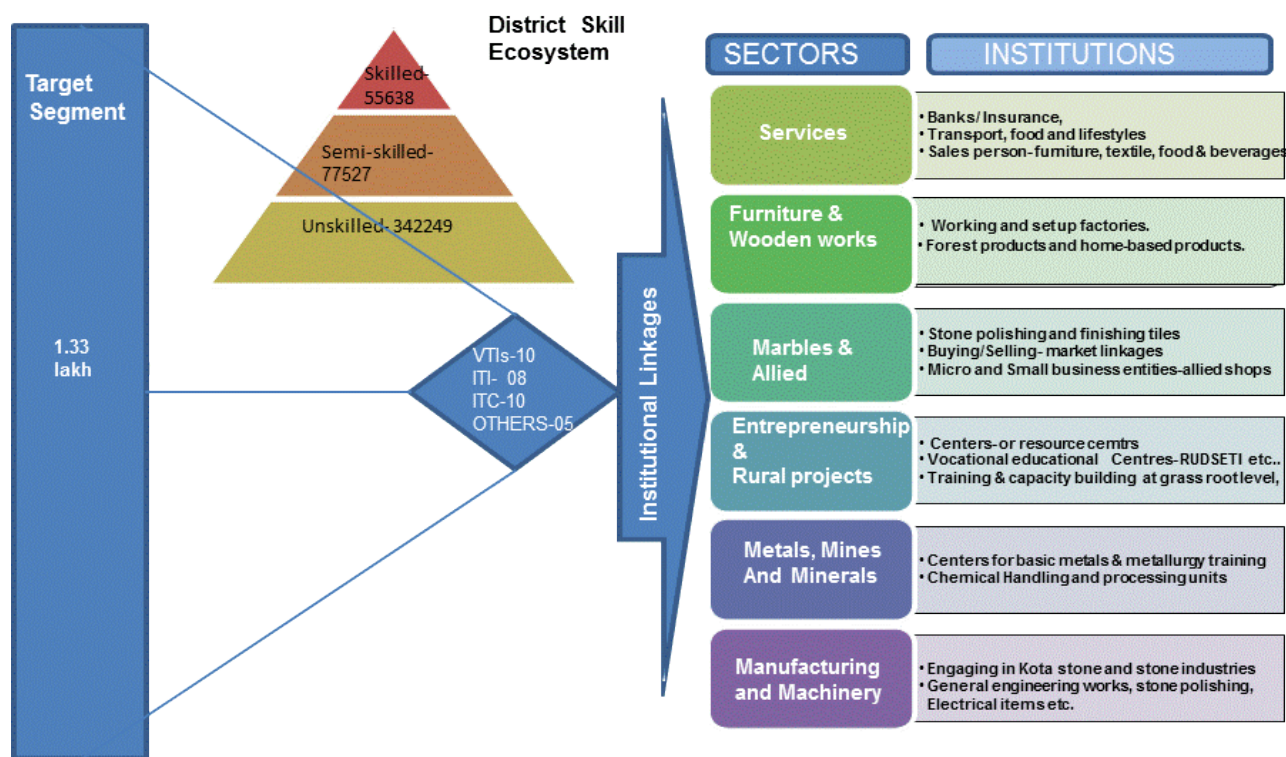 District Skill
Ecosystem
Target
Segment
1.33
lakh
Skilled-
55638
Semi-skilled-
77527
Unskilled- 342249
VTIs-10
ITI- 08
ITC-10
OTHERS-05
Institutional Linkages
SECTORS
INSTITUTIONS
Services
• Banks/ Insurance,
• Transport, food and lifestyles
• Sales person- furniture, textile, food & beverages
Furniture &
Wooden works
• Working and setup factories.
• Forest products and home-based products.
Marbles &
Allied
• Stone polishing and finishing tiles
• Buying/Selling- market linkages
• Micro and Small business entities-allied shops
Entrepreneurship
&
Rural projects
• Centers- or resource cemtrs
• Vocational educational Centres-RUDSETI etc..
• Training & capacity building at grass root level,
Metals, Mines
And Minerals
• Centers for basic metals & metallurgy training
• Chemical Handling and processing units
Manufacturing
and Machinery
• Engaging in Kota stone and stone industries
• General engineering works, stone polishing,
Electrical items etc.